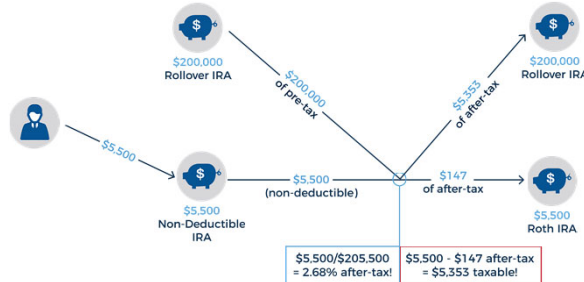 $200,000
Rollover IRA
$200,000
of pre-tax
$5,353
of after-tax
$200,000
Rollover IRA
$5,500
$5,500
Non-Deductible
IRA
$5,500
(non-deductible)
$147
of after-tax
$5,500
Roth IRA
$5,500/$205,500
= 2.68% after-tax!
$5,500 - $147 after-tax
= $5,353 taxable!